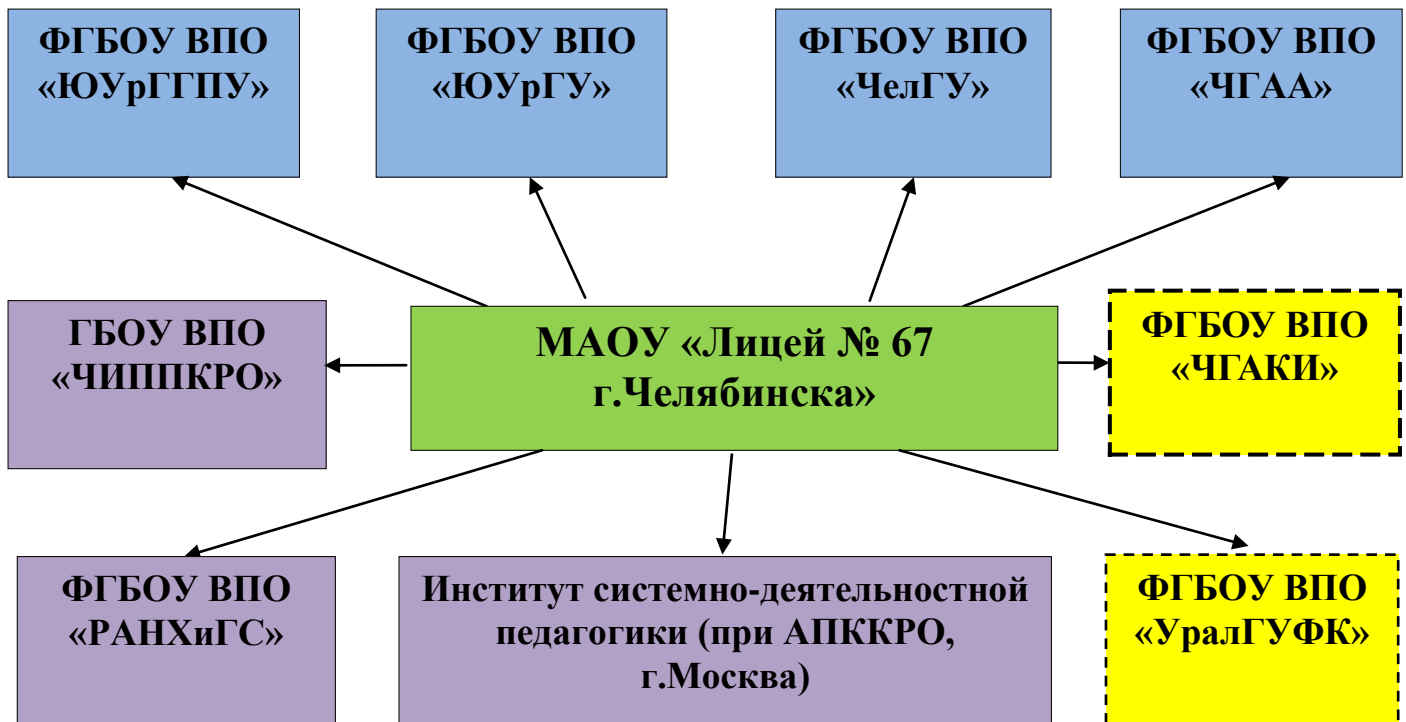 ФГБОУ ВПО
«ЮУрГГПУ»
ФГБОУ ВПО
«ЮУрГУ»
ФГБОУ ВПО
«ЧелГУ»
ФГБОУ ВПО
«ЧГАА»
ГБОУ ВПО
«ЧИППКРО»
МАОУ «Лицей № 67
г.Челябинска»
ФГБОУ ВПО
«ЧГАКИ»
ФГБОУ ВПО
«РАНХиГС»
Институт системно-деятельностной
педагогики (при АПККРО,
г.Москва)
ФГБОУ ВПО
«УралГУФК»